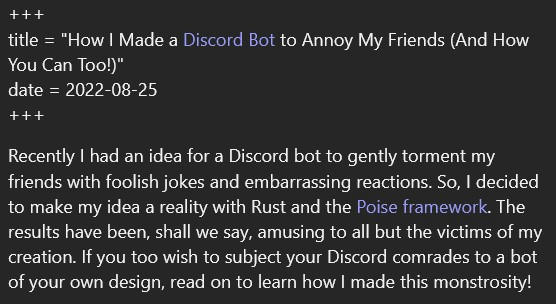 +++
title = "How I Made a Discord Bot to Annoy My Friends (And How
You Can Too!)"
date = 2022-08-25
+++
Recently I had an idea for a Discord bot to gently torment my
friends with foolish jokes and embarrassing reactions. So, I decided
to make my idea a reality with Rust and the Poise framework. The
results have been, shall we say, amusing to all but the victims of my
creation. If you too wish to subject your Discord comrades to a bot
of your own design, read on to learn how I made this monstrosity!